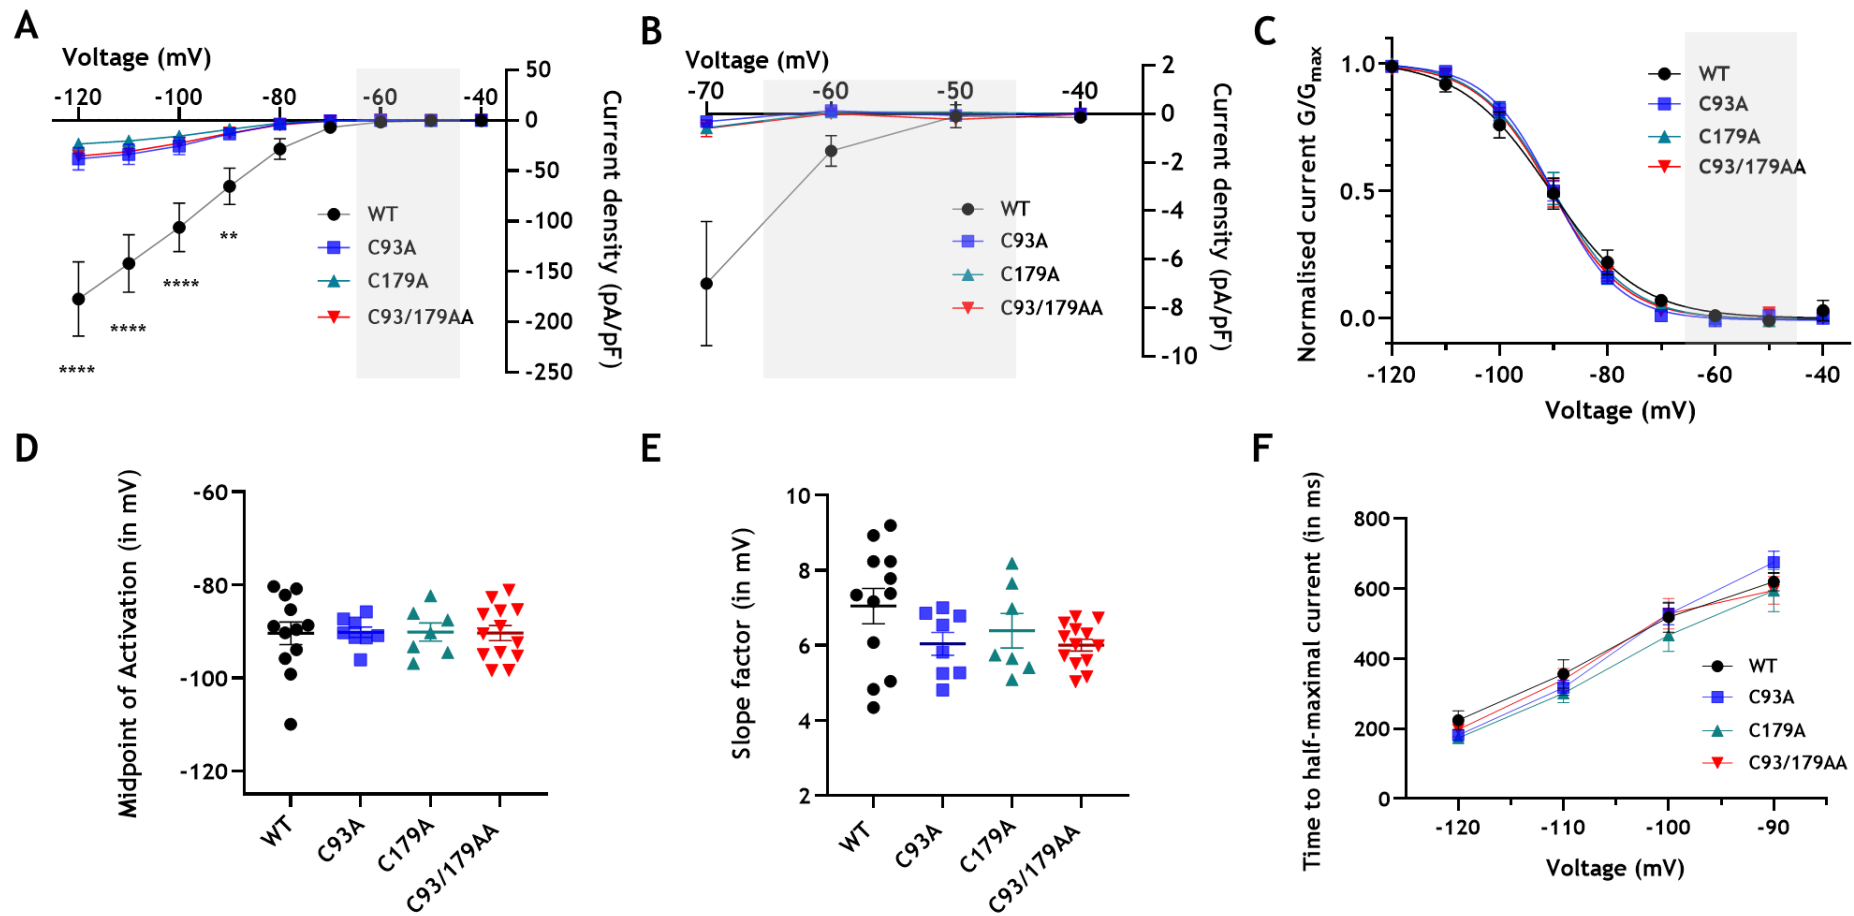 A
Voltage (mV)
-120
-100
-80
-60
-40
50
0
-50
-100
-150
-200
-250
Current density (pA/pF)
WT
C93A
C179A
C93/179AA
****
****
****
**
B
Voltage (mV)
-70
-60
-50
-40
2
0
-2
-4
-6
-8
-10
Current density (pA/pF)
WT
C93A
C179A
C93/179AA
C
Normalised current G/Gmax
1.0
0.5
0.0
-120
-100
-80
-60
-40
Voltage (mV)
WT
C93A
C179A
C93/179AA
D
Midpoint of Activation (in mV)
-60
-80
-100
-120
WT
C93A
C179A
C93/179AA
E
Slope factor (in mV)
10
8
6
4
2
WT
C93A
C179A
C93/179AA
F
Time to half-maximal current (in ms)
800
600
400
200
0
-120
-110
-100
-90
Voltage (mV)
WT
C93A
C179A
C93/179AA